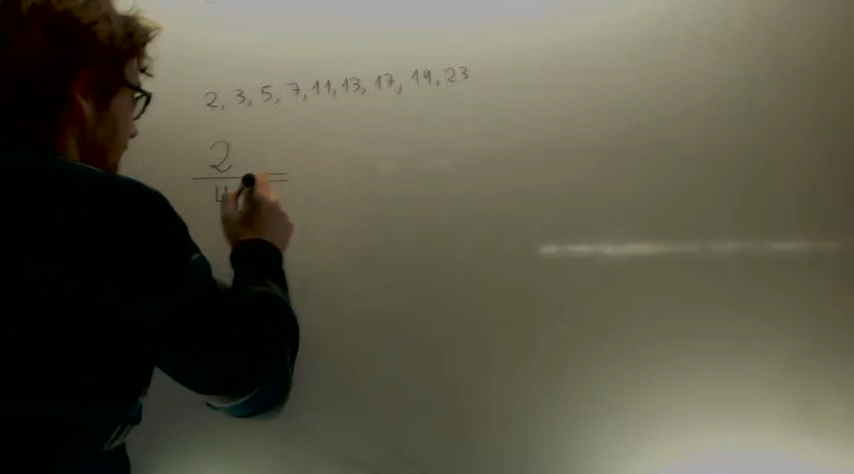 2, 3, 5, 7, 11, 13, 17, 19, 23
2
4 =